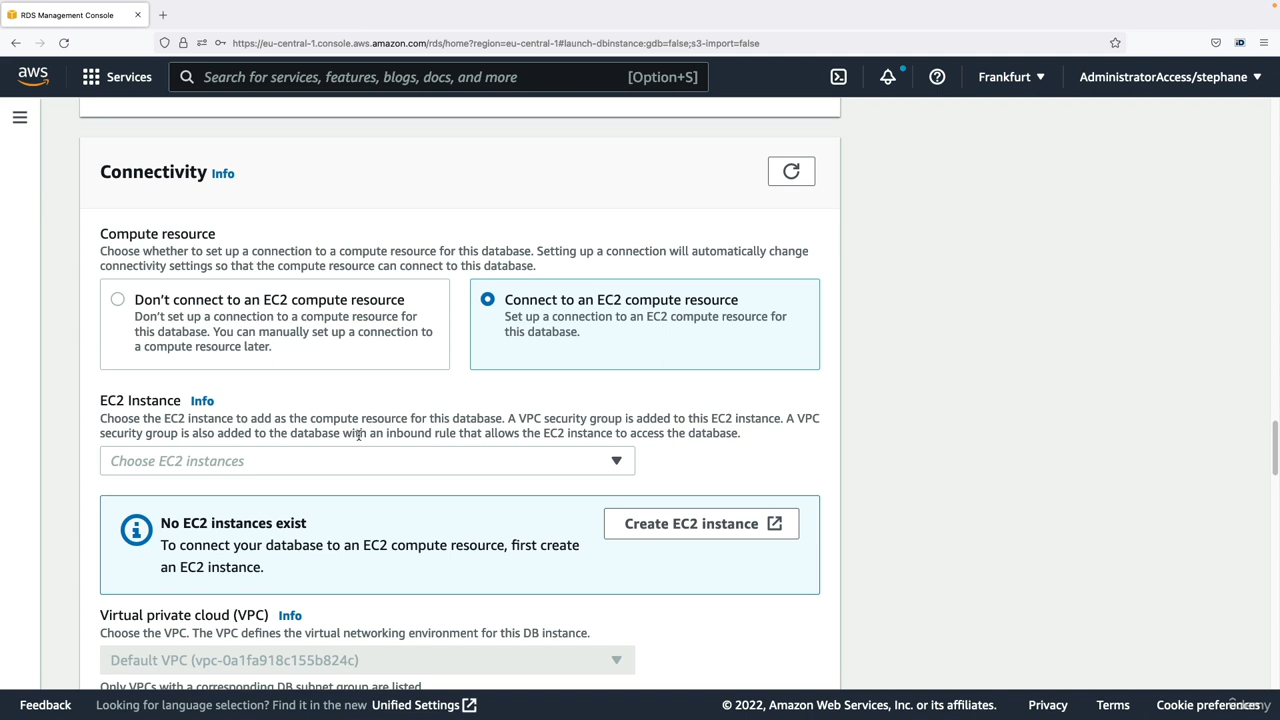 RDS Management Console
https://eu-central-1.console.aws.amazon.com/rds/home?region=eu-central-1#launch-dbinstance:gdb=false;s3-import=false
aws
Services
Search for services, features, blogs, docs, and more
[Option+S]
Frankfurt
AdministratorAccess/stephane
Connectivity Info
Compute resource
Choose whether to set up a connection to a compute resource for this database. Setting up a connection will automatically change
connectivity settings so that the compute resource can connect to this database.
Don't connect to an EC2 compute resource
Don't set up a connection to a compute resource for
this database. You can manually set up a connection to
a compute resource later.
Connect to an EC2 compute resource
Set up a connection to an EC2 compute resource for
this database.
EC2 Instance Info
Choose the EC2 instance to add as the compute resource for this database. A VPC security group is added to this EC2 instance. A VPC
security group is also added to the database with an inbound rule that allows the EC2 instance to access the database.
Choose EC2 instances
No EC2 instances exist
To connect your database to an EC2 compute resource, first create
an EC2 instance.
Create EC2 instance
Virtual private cloud (VPC) Info
Choose the VPC. The VPC defines the virtual networking environment for this DB instance.
Default VPC (vpc-0a1fa918c155b824c)
Only VPCs with a corresponding DB subnet group are listed
Feedback
Looking for language selection? Find it in the new Unified Settings
© 2022, Amazon Web Services, Inc. or its affiliates.
Privacy
Terms
Cookie preferences